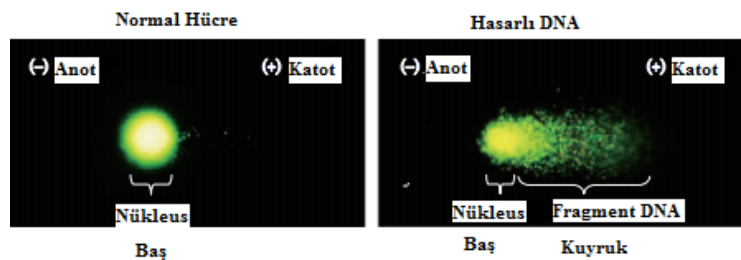 Normal Hücre
Hasarlı DNA
(-) Anot
(+) Katot
(-) Anot
(+) Katot
Nükleus
Nükleus
Fragment DNA
Baş
Baş
Kuyruk